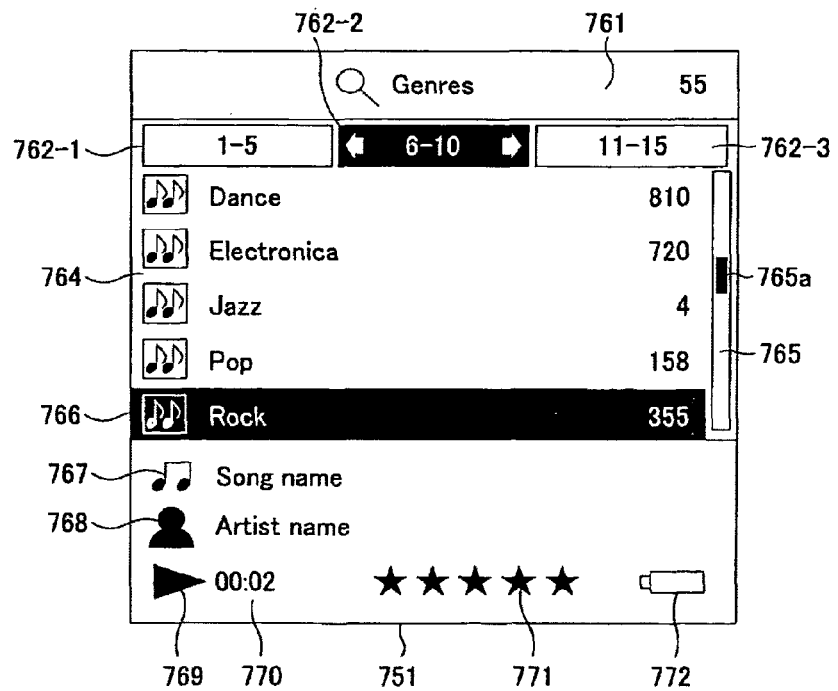 762-2 761
Genres 55
762-1 1-5 6-10 11-15 762-3
Dance 810
Electronica 720
764 765a
Jazz 4
Pop 158 765
766 Rock 355
767 Song name
768 Artist name
00:02
769 770 751 771 772